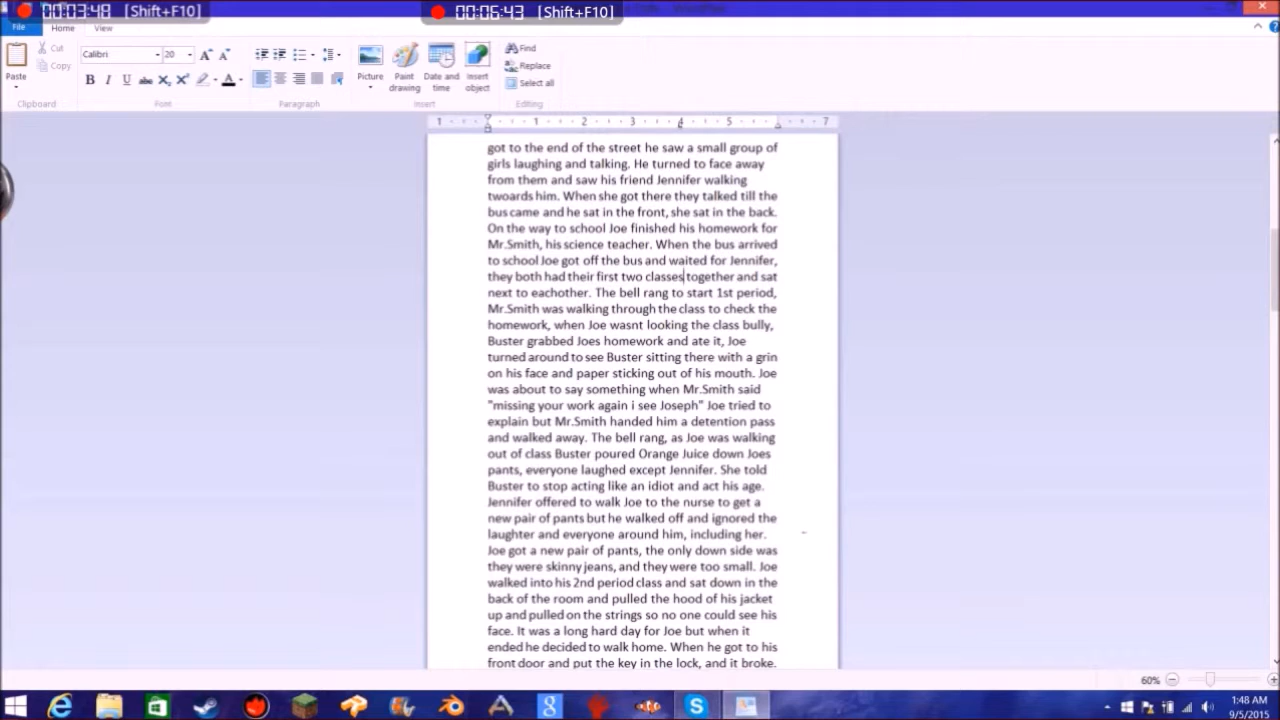 00:03:48 [Shift+F10]
00:06:43 [Shift+F10]
File Home View
Paste
Cut
Copy
Clipboard
Calibri 20
Font
Paragraph
Picture
Paint drawing
Date and time
Insert object
Insert
Find
Replace
Select all
Editing
1 1 2 3 4 5 7
got to the end of the street he saw a small group of
girls laughing and talking. He turned to face away
from them and saw his friend Jennifer walking
twoards him. When she got there they talked till the
bus came and he sat in the front, she sat in the back.
On the way to school Joe finished his homework for
Mr.Smith, his science teacher. When the bus arrived
to school Joe got off the bus and waited for Jennifer,
they both had their first two classes together and sat
next to eachother. The bell rang to start 1st period,
Mr.Smith was walking through the class to check the
homework, when Joe wasnt looking the class bully,
Buster grabbed Joes homework and ate it, Joe
turned around to see Buster sitting there with a grin
on his face and paper sticking out of his mouth. Joe
was about to say something when Mr.Smith said
"missing your work again i see Joseph" Joe tried to
explain but Mr.Smith handed him a detention pass
and walked away. The bell rang, as Joe was walking
out of class Buster poured Orange Juice down Joes
pants, everyone laughed except Jennifer. She told
Buster to stop acting like an idiot and act his age.
Jennifer offered to walk Joe to the nurse to get a
new pair of pants but he walked off and ignored the
laughter and everyone around him, including her.
Joe got a new pair of pants, the only down side was
they were skinny jeans, and they were too small. Joe
walked into his 2nd period class and sat down in the
back of the room and pulled the hood of his jacket
up and pulled on the strings so no one could see his
face. It was a long hard day for Joe but when it
ended he decided to walk home. When he got to his
front door and put the key in the lock, and it broke.
60%
1:48 AM
9/5/2015